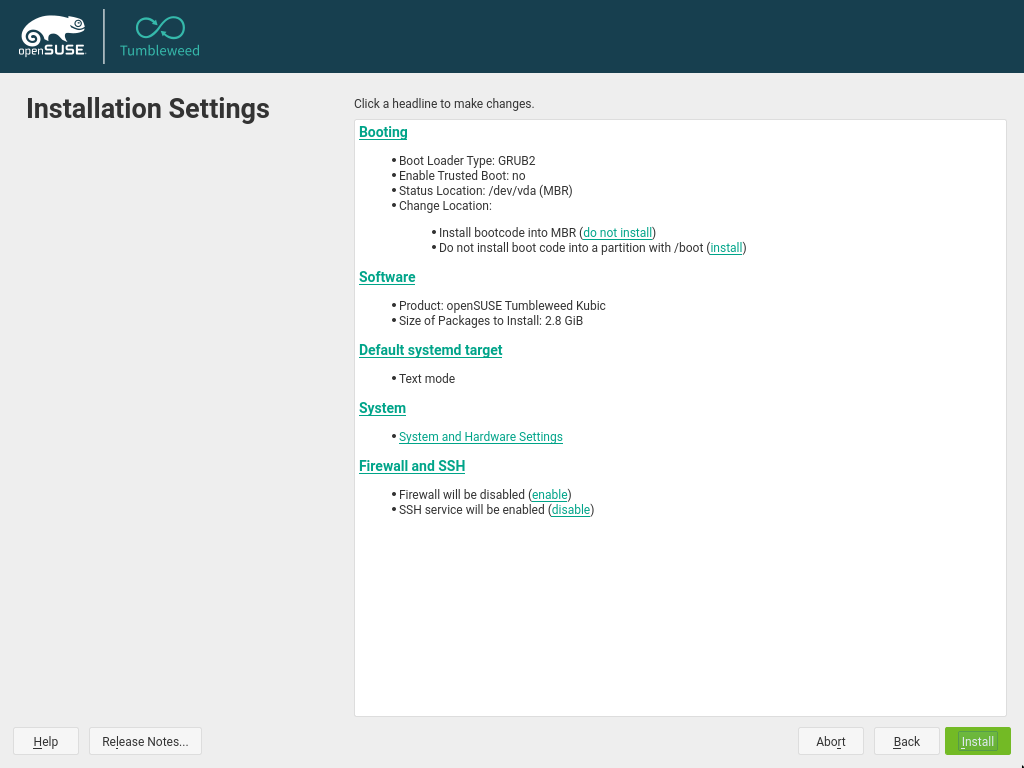 openSUSE.
Tumbleweed
Installation Settings
Click a headline to make changes.
Booting
• Boot Loader Type: GRUB2
• Enable Trusted Boot: no
• Status Location: /dev/vda (MBR)
• Change Location:
• Install bootcode into MBR (do not install)
• Do not install boot code into a partition with /boot (install)
Software
• Product: openSUSE Tumbleweed Kubic
• Size of Packages to Install: 2.8 GiB
Default systemd target
• Text mode
System
• System and Hardware Settings
Firewall and SSH
• Firewall will be disabled (enable)
• SSH service will be enabled (disable)
Help Release Notes... Abort Back Install